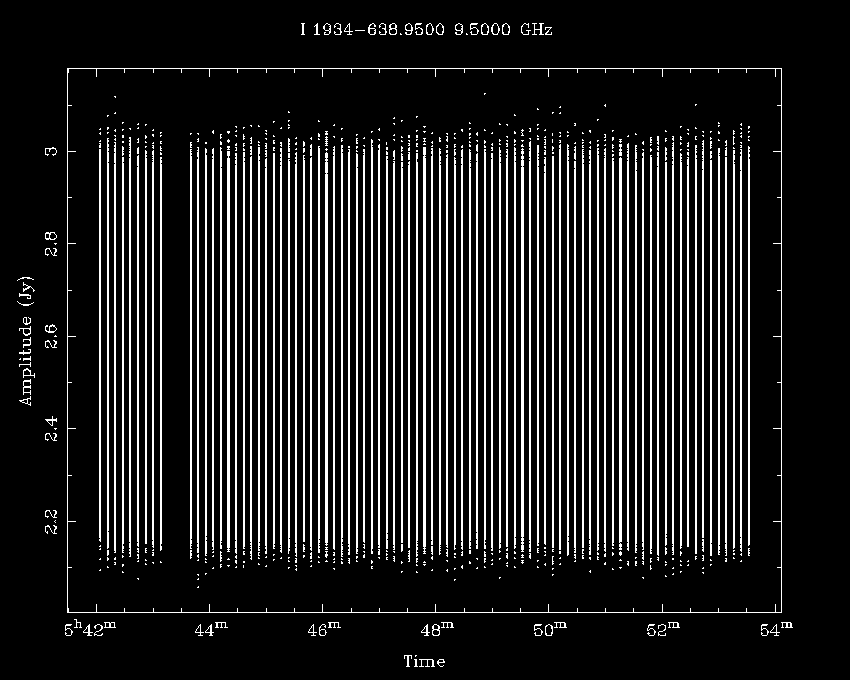 I 1934−638.9500 9.5000 GHz
Amplitude (Jy)
3
2.8
2.6
2.4
2.2
5ʰ42ᵐ 44ᵐ 46ᵐ 48ᵐ 50ᵐ 52ᵐ 54ᵐ
Time